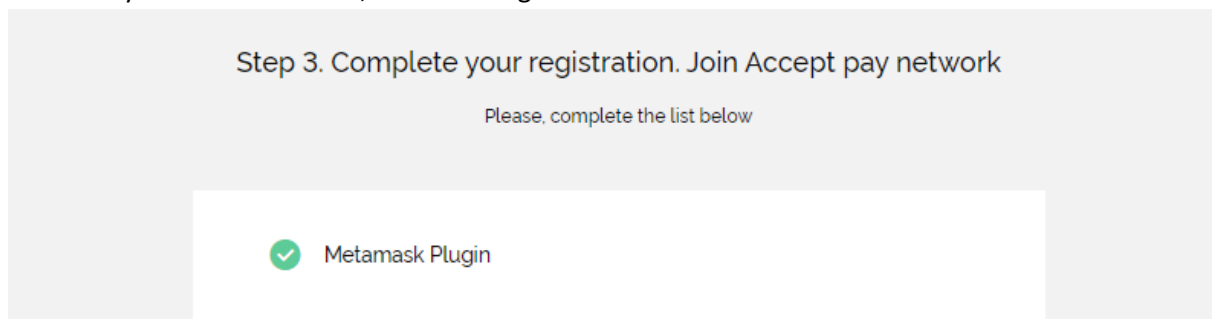 Step 3. Complete your registration. Join Accept pay network
Please, complete the list below
Metamask Plugin